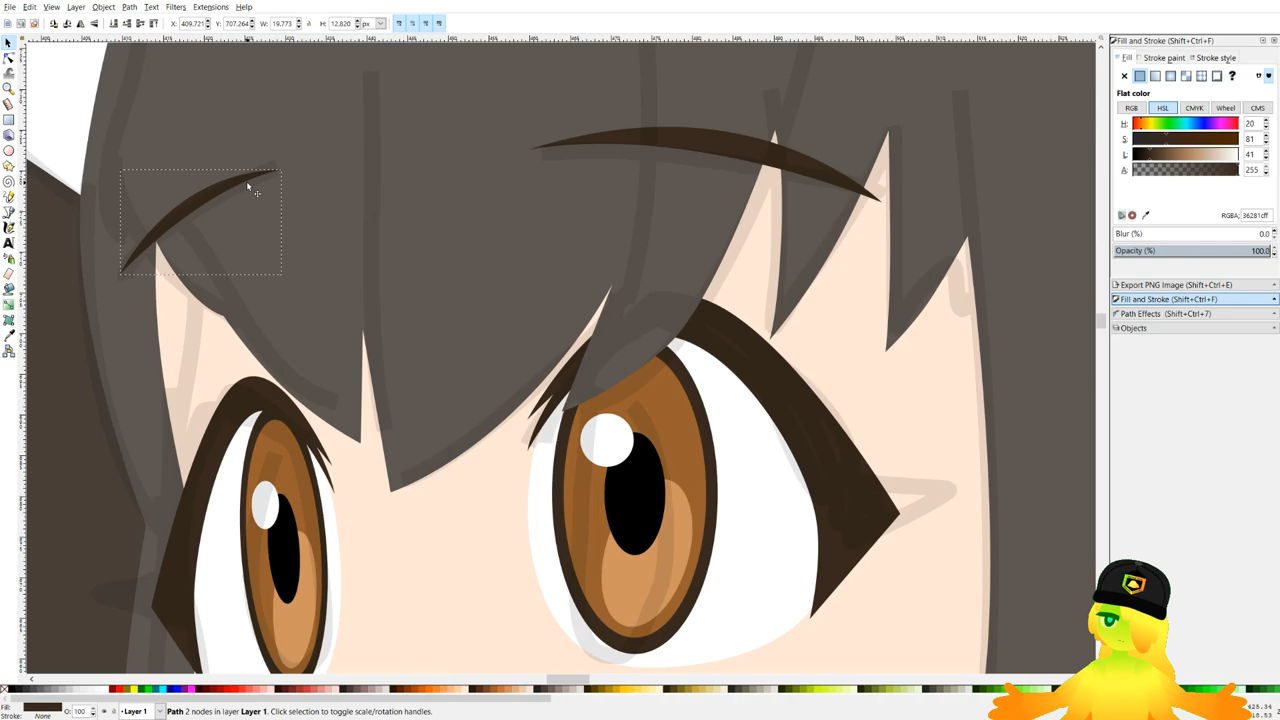 File Edit View Layer Object Path Text Filters Extensions Help
X: 409.721 Y: 707.264 W: 19.773 H: 12.820 px
Fill and Stroke (Shift+Ctrl+F)
Fill Stroke paint Stroke style
?
Flat color
RGB HSL CMYK Wheel CMS
H: 20
S: 81
L: 41
A: 255
RGBA: 36281cff
Blur (%) 0.0
Opacity (%) 100.0
Export PNG Image (Shift+Ctrl+E)
Fill and Stroke (Shift+Ctrl+F)
Path Effects (Shift+Ctrl+7)
Objects
Fill:
Stroke: None
O: 100
Layer 1
Path 2 nodes in layer Layer 1. Click selection to toggle scale/rotation handles.